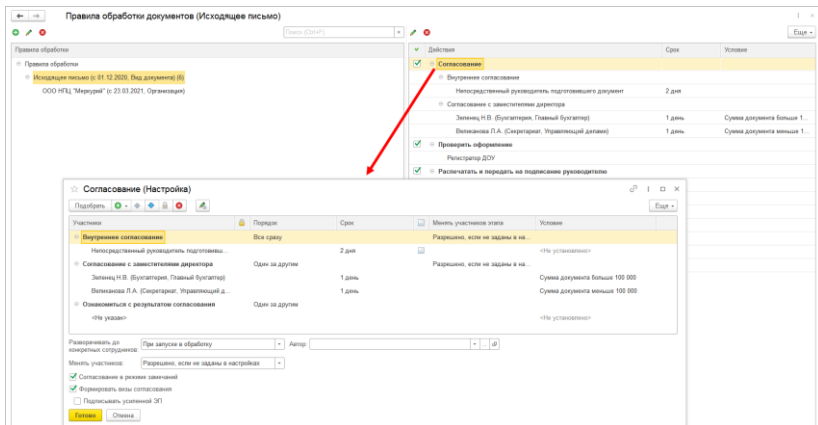 Правила обработки документов (Исходящее письмо)
Поиск (Ctrl+F)
Еще
Правила обработки
Действия
Срок
Условие
Правила обработки
Согласование
Исходящее письмо (с 01.12.2020, Вид документа) (6)
Внутреннее согласование
ООО НПЦ "Меркурий" (с 23.03.2021, Организация)
Непосредственный руководитель подготовившего документ
2 дня
Согласование с заместителями директора
Зеленец Н.В. (Бухгалтерия, Главный бухгалтер)
1 день
Сумма документа больше 1...
Великанова Л.А. (Секретариат, Управляющий делами)
1 день
Сумма документа меньше 1...
Проверить оформление
Регистратор ДОУ
Распечатать и передать на подписание руководителю
Согласование (Настройка)
Подобрать
Еще
Участники
Порядок
Срок
Менять участников этапа
Условие
Внутреннее согласование
Все сразу
Разрешено, если не заданы в на...
Непосредственный руководитель подготовивш...
2 дня
<Не установлено>
Согласование с заместителями директора
Один за другим
Разрешено, если не заданы в на...
Зеленец Н.В. (Бухгалтерия, Главный бухгалтер)
1 день
Сумма документа больше 100 000
Великанова Л.А. (Секретариат, Управляющий д...
1 день
Сумма документа меньше 100 000
Ознакомиться с результатом согласования
Один за другим
<Не указан>
<Не установлено>
Разворачивать до
конкретных сотрудников:
При запуске в обработку
Автор:
Менять участников:
Разрешено, если не заданы в настройках
Согласование в режиме замечаний
Формировать визы согласования
Подписывать усиленной ЭП
Готово
Отмена